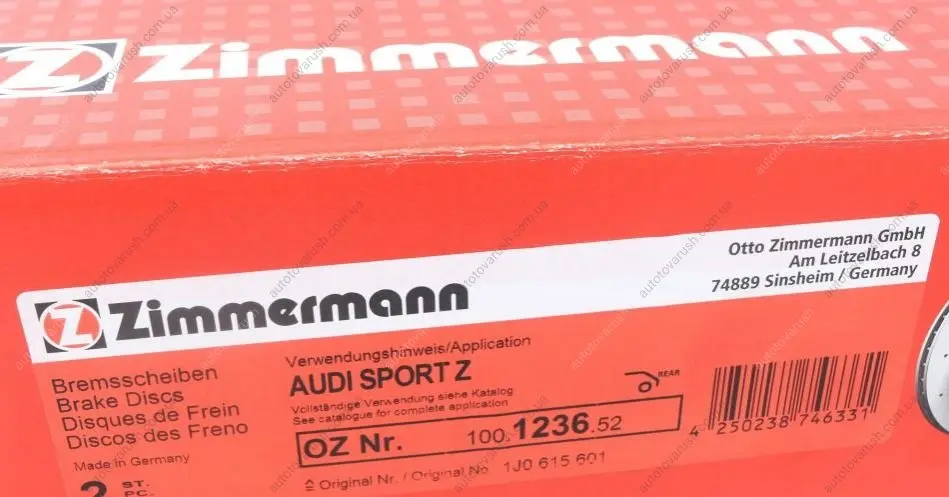 Zimmermann
Otto Zimmermann GmbH
Am Leitzelbach 8
74889 Sinsheim / Germany
Zimmermann
Bremsscheiben
Brake Discs
Disques de Frein
Discos de Freno
Made in Germany
2 ST.
PC.
Verwendungshinweis/Application
AUDI SPORT Z
Vollständige Verwendung siehe Katalog
See catalogue for complete application
REAR
OZ Nr. 100.1236.52
≙ Original Nr. / Original No 1J0 615 601
4 250238 746331
autotovarush.com.ua